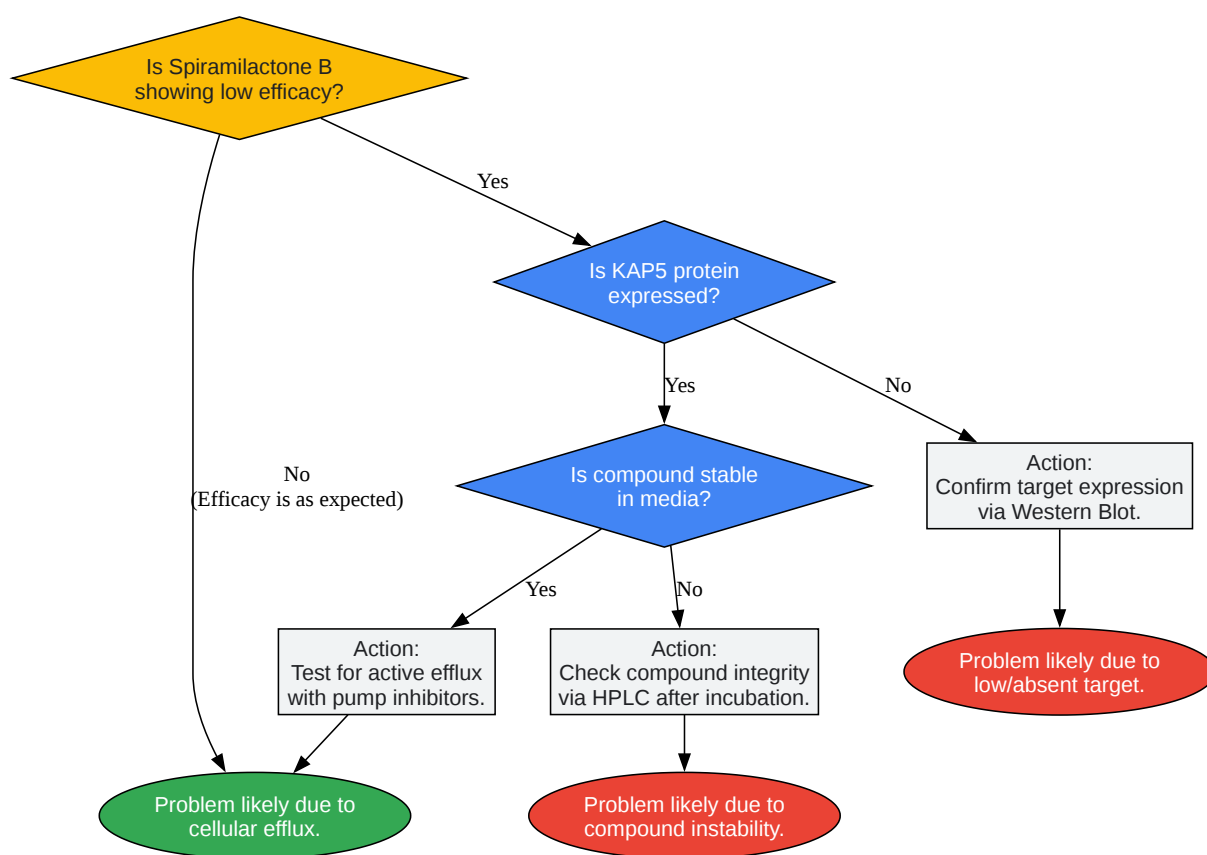 Is Spiramilactone B
showing low efficacy?
Yes
Is KAP5 protein
expressed?
Yes
No
No
(Efficacy is as expected)
Is compound stable
in media?
Action:
Confirm target expression
via Western Blot.
Yes
No
Action:
Test for active efflux
with pump inhibitors.
Action:
Check compound integrity
via HPLC after incubation.
Problem likely due to
low/absent target.
Problem likely due to
cellular efflux.
Problem likely due to
compound instability.